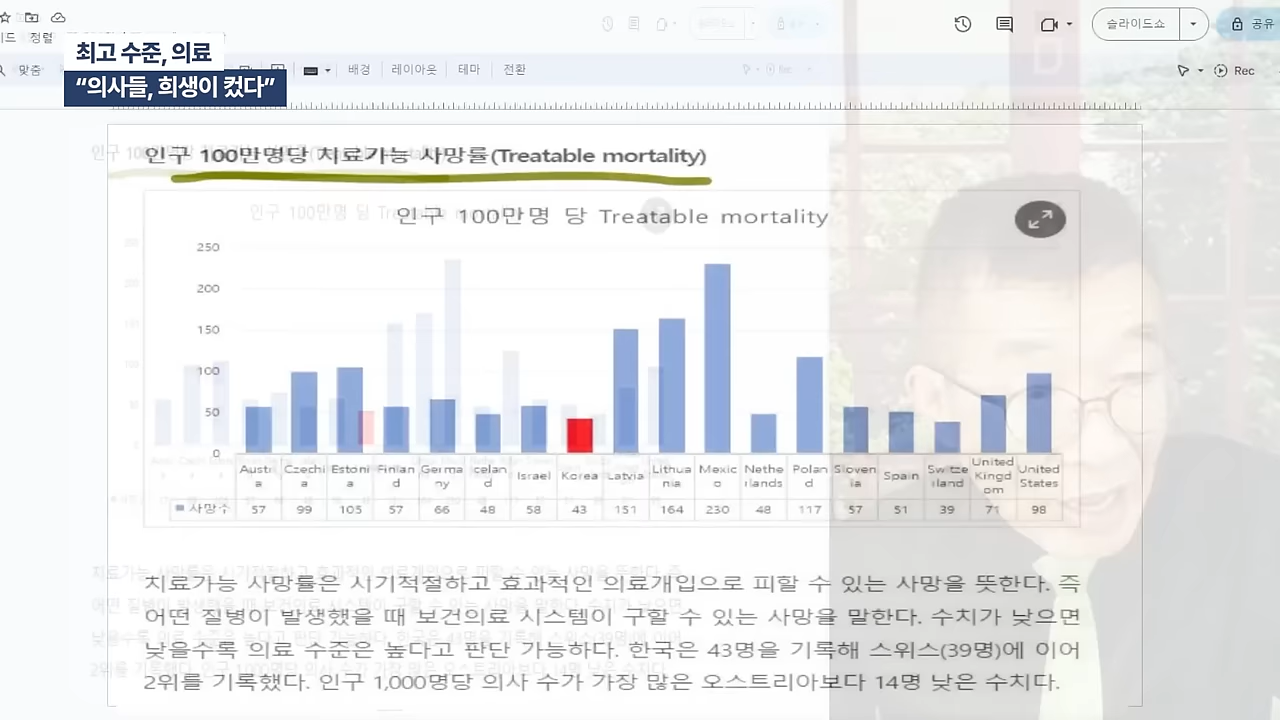 슬라이드쇼
공유
이드 정렬
최고 수준, 의료
맞춤
배경
레이아웃
테마
전환
Rec
“의사들, 희생이 컸다”
인구 100만명당 치료가능 사망률(Treatable mortality)
인구 100만명 당 Treatable mortality
250
200
150
100
50
0
Austria Czechia Estonia Finland Germany Iceland Israel Korea Latvia Lithuania Mexico Netherlands Poland Slovenia Spain Switzerland United Kingdom United States
사망수 57 99 105 57 66 48 58 43 151 164 230 48 117 57 51 39 71 98
치료가능 사망률은 시기적절하고 효과적인 의료개입으로 피할 수 있는 사망을 뜻한다. 즉
어떤 질병이 발생했을 때 보건의료 시스템이 구할 수 있는 사망을 말한다. 수치가 낮으면
낮을수록 의료 수준은 높다고 판단 가능하다. 한국은 43명을 기록해 스위스(39명)에 이어
2위를 기록했다. 인구 1,000명당 의사 수가 가장 많은 오스트리아보다 14명 낮은 수치다.